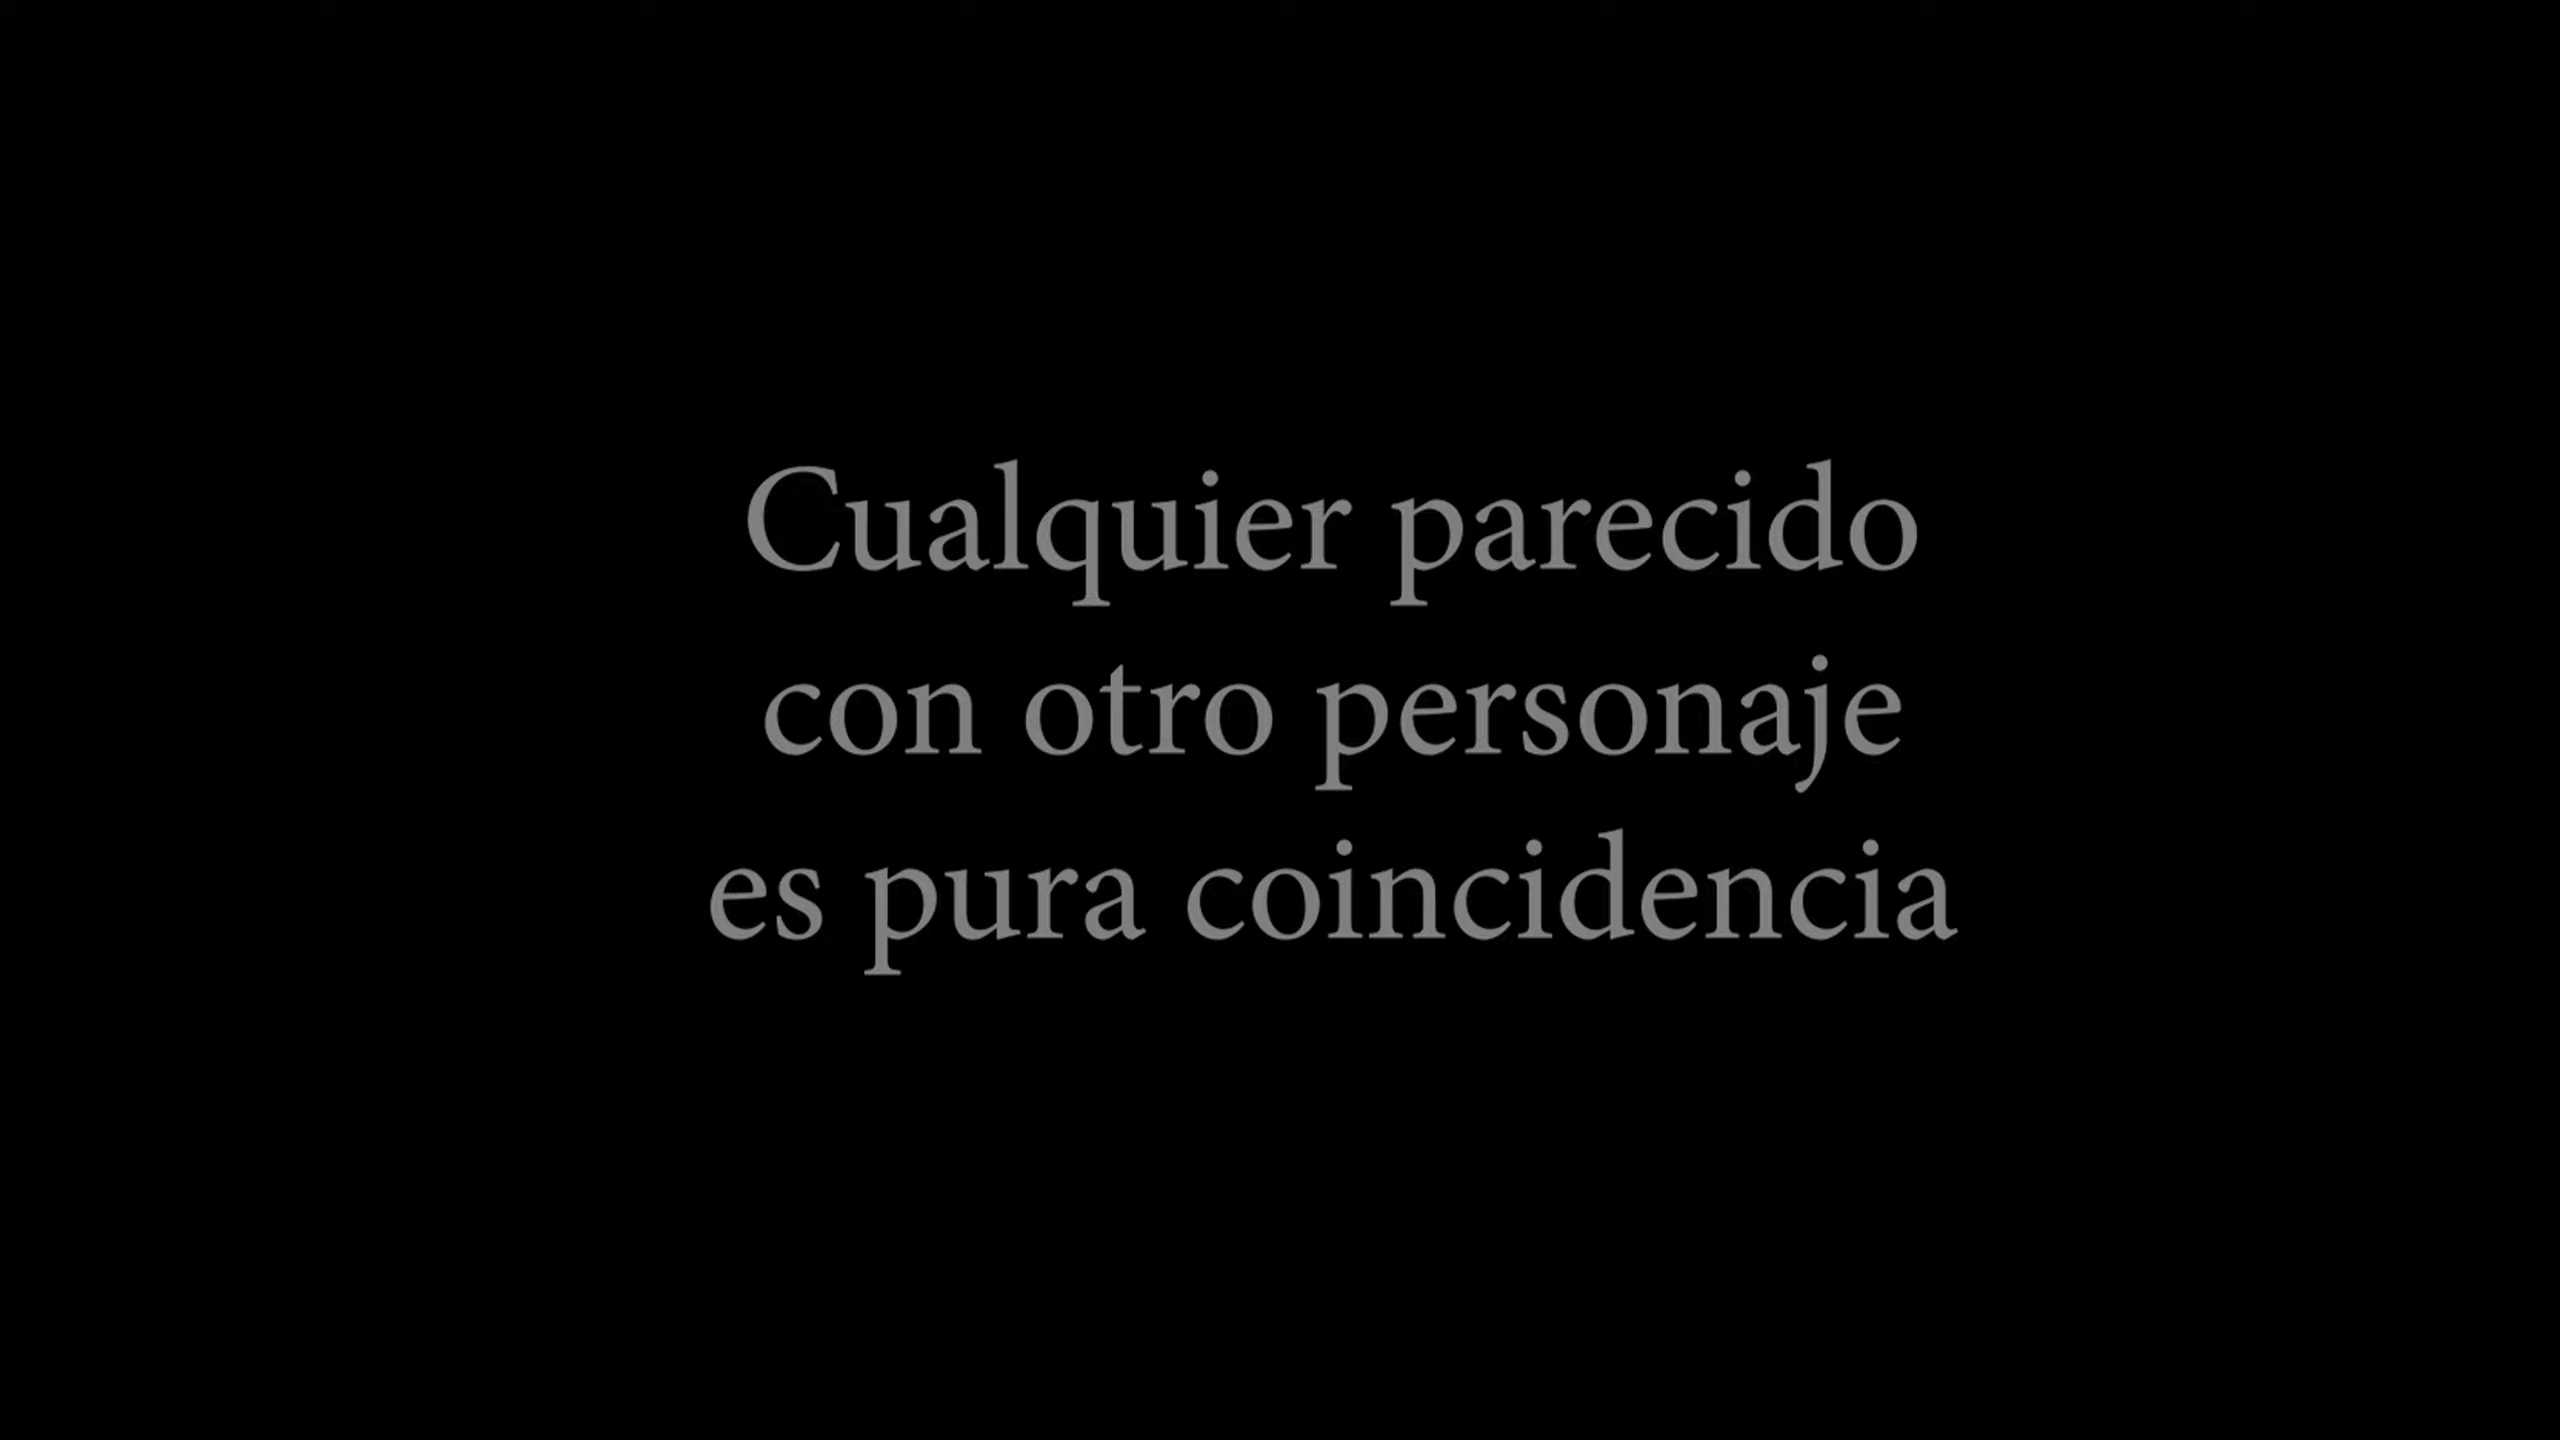 Cualquier parecido
con otro personaje
es pura coincidencia